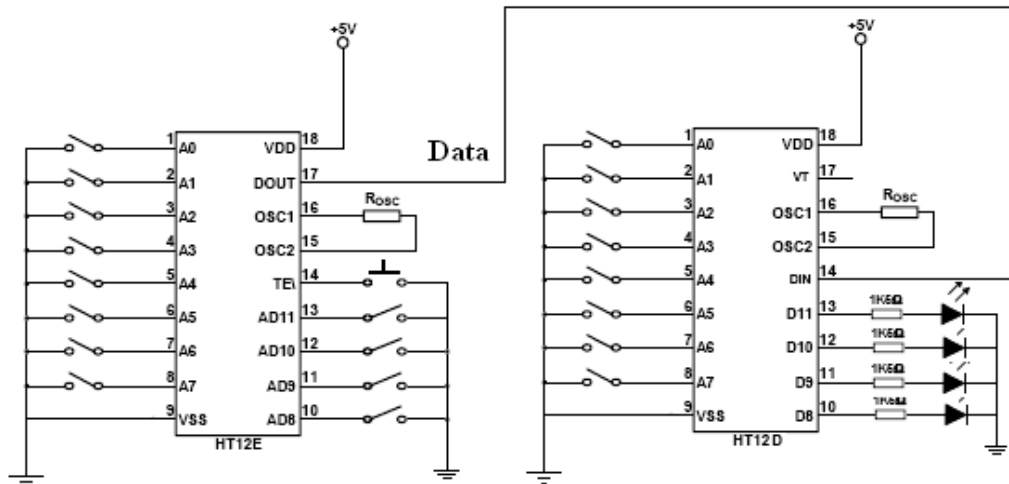 +5V
Data
1 A0 VDD 18
2 A1 DOUT 17
3 A2 OSC1 16
4 A3 OSC2 15
5 A4 TE\ 14
6 A5 AD11 13
7 A6 AD10 12
8 A7 AD9 11
9 VSS AD8 10
ROSC
HT12E
+5V
1 A0 VDD 18
2 A1 VT 17
3 A2 OSC1 16
4 A3 OSC2 15
5 A4 DIN 14
6 A5 D11 13
7 A6 D10 12
8 A7 D9 11
9 VSS D8 10
ROSC
1K5Ω
1K5Ω
1K5Ω
1K5Ω
HT12D